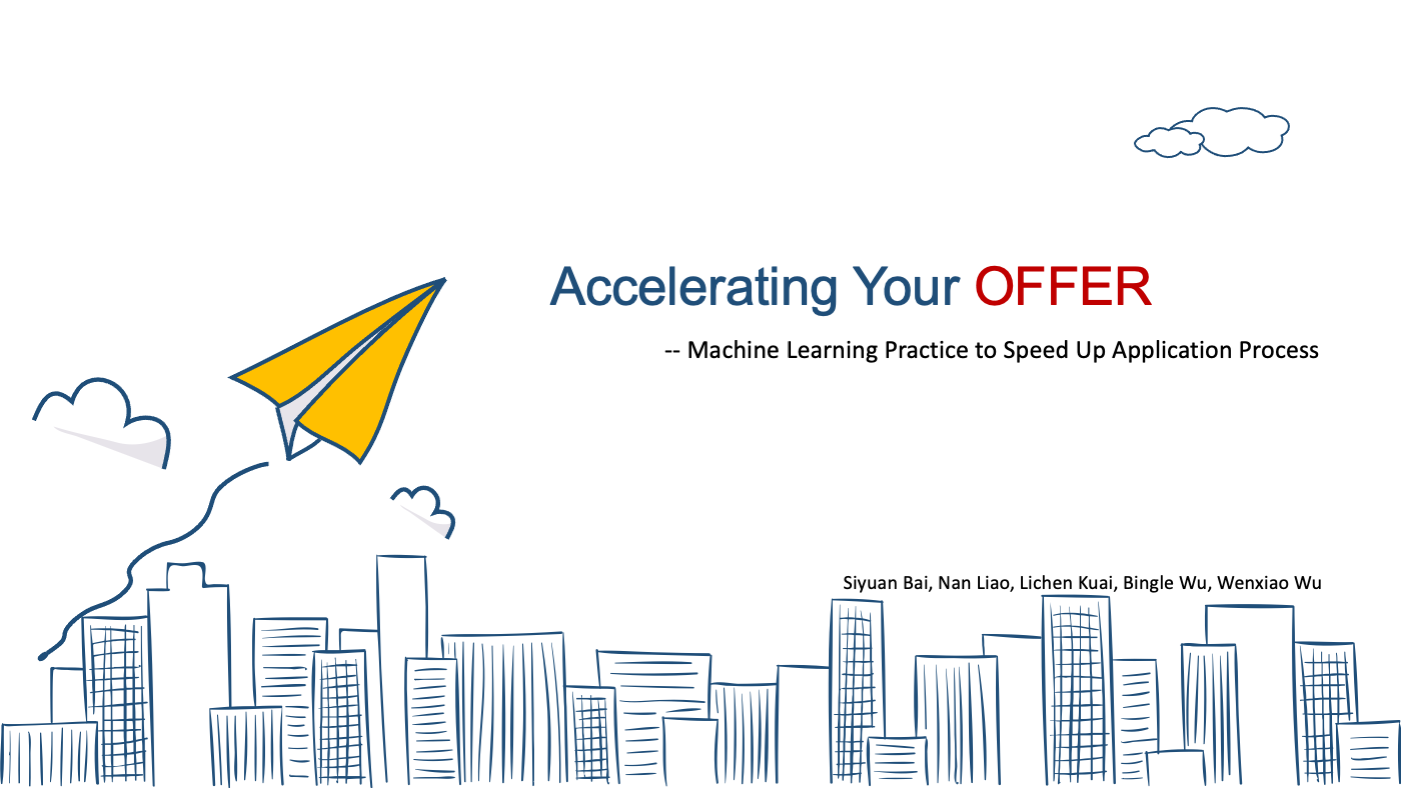 Accelerating Your OFFER
-- Machine Learning Practice to Speed Up Application Process
Siyuan Bai, Nan Liao, Lichen Kuai, Bingle Wu, Wenxiao Wu